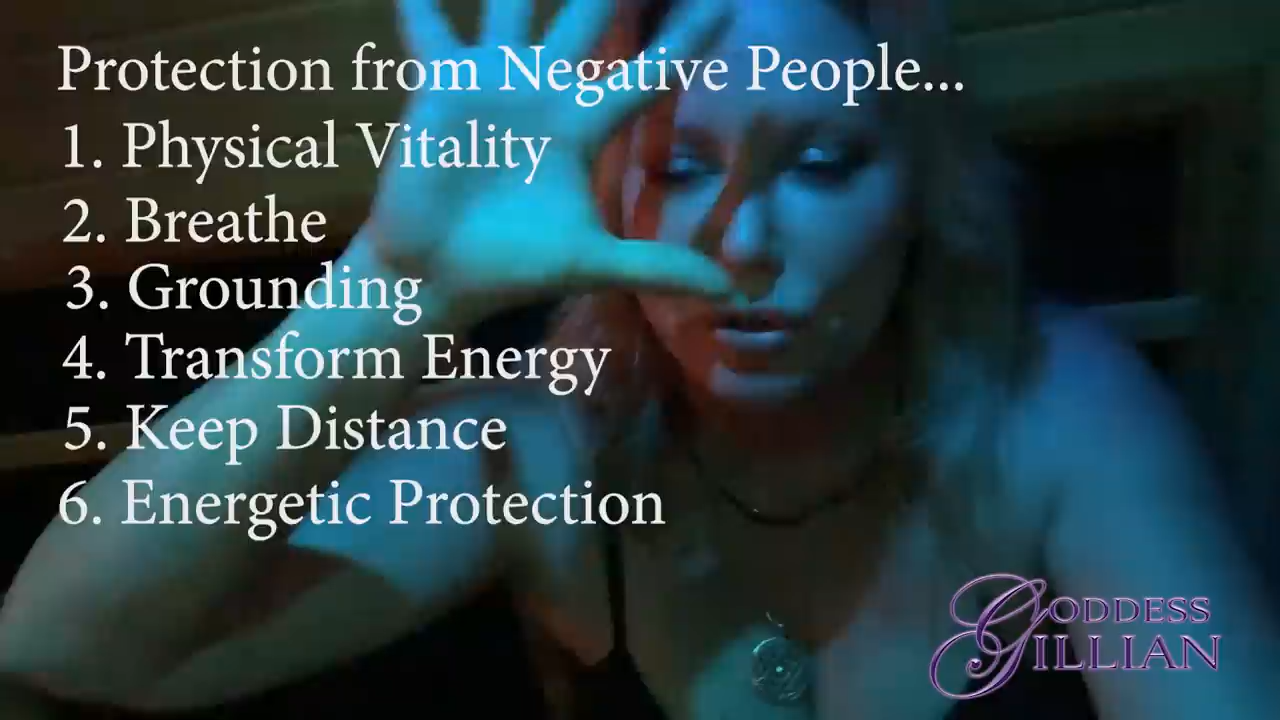 Protection from Negative People...
1. Physical Vitality
2. Breathe
3. Grounding
4. Transform Energy
5. Keep Distance
6. Energetic Protection
GODDESS
GILLIAN